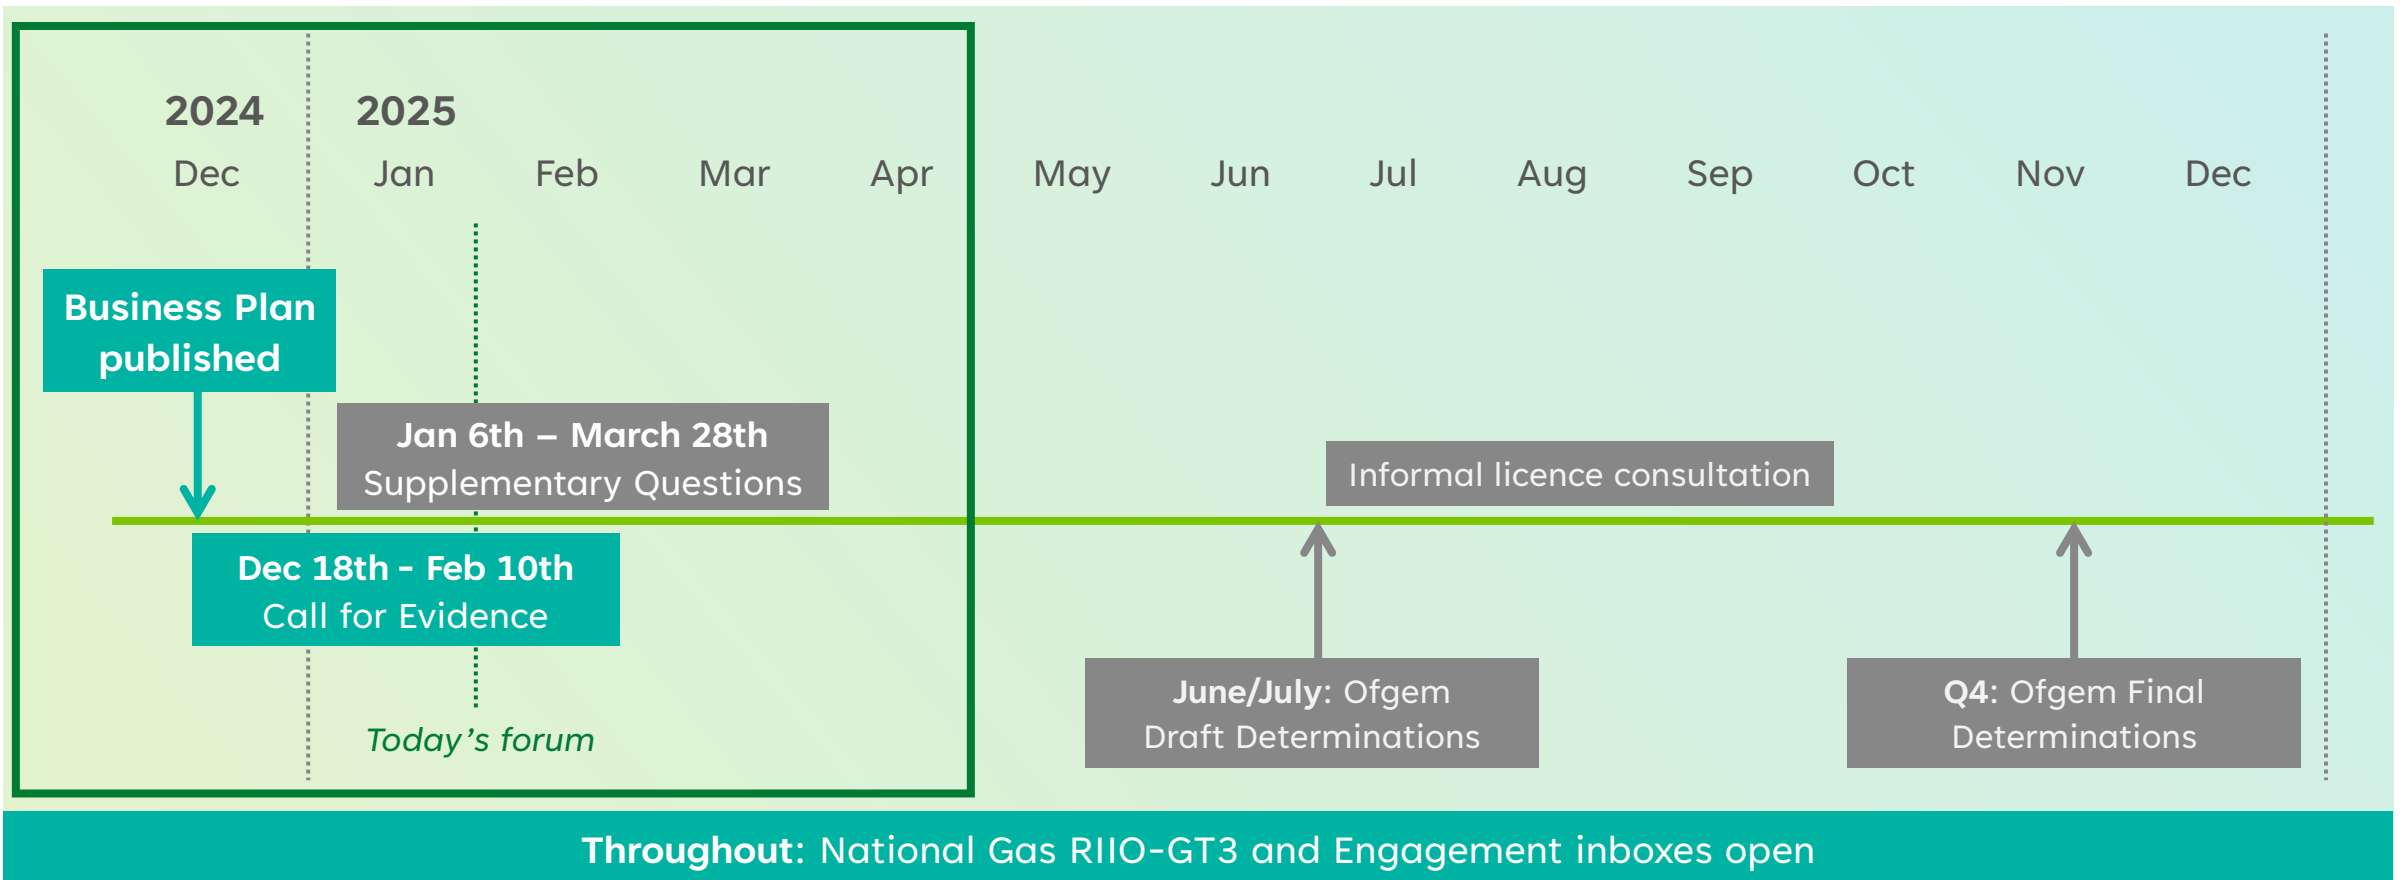 2024 2025
Dec Jan Feb Mar Apr May Jun Jul Aug Sep Oct Nov Dec
Business Plan
published
Jan 6th – March 28th
Supplementary Questions
Informal licence consultation
Dec 18th - Feb 10th
Call for Evidence
June/July: Ofgem
Draft Determinations
Q4: Ofgem Final
Determinations
Today's forum
Throughout: National Gas RIIO-GT3 and Engagement inboxes open